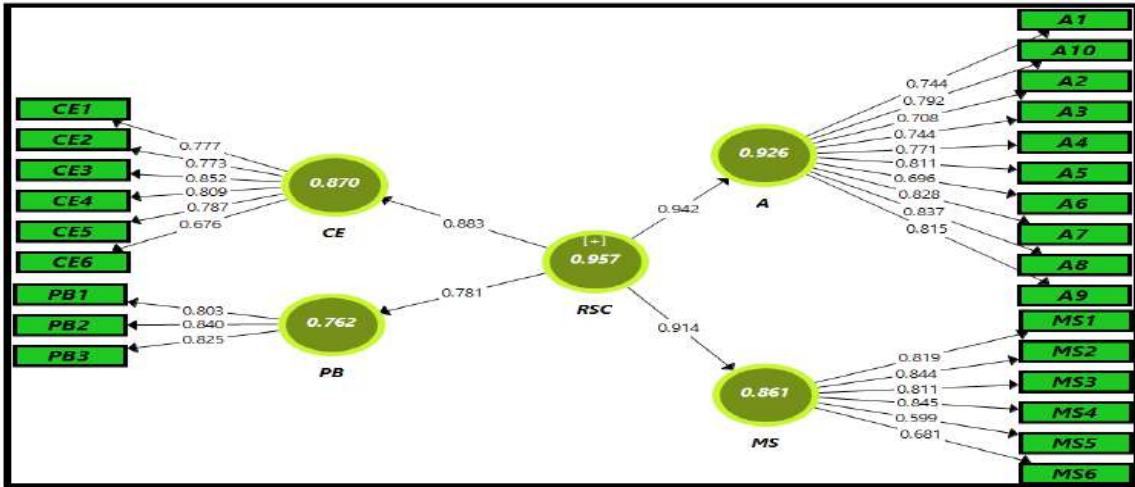 CE1
CE2
CE3
CE4
CE5
CE6
PB1
PB2
PB3
0.777
0.773
0.852
0.809
0.787
0.676
0.803
0.840
0.825
0.870
CE
0.762
PB
0.883
0.781
[+]
0.957
RSC
0.942
0.914
0.926
A
0.861
MS
0.744
0.792
0.708
0.744
0.771
0.811
0.696
0.828
0.837
0.815
0.819
0.844
0.811
0.845
0.599
0.681
A1
A10
A2
A3
A4
A5
A6
A7
A8
A9
MS1
MS2
MS3
MS4
MS5
MS6